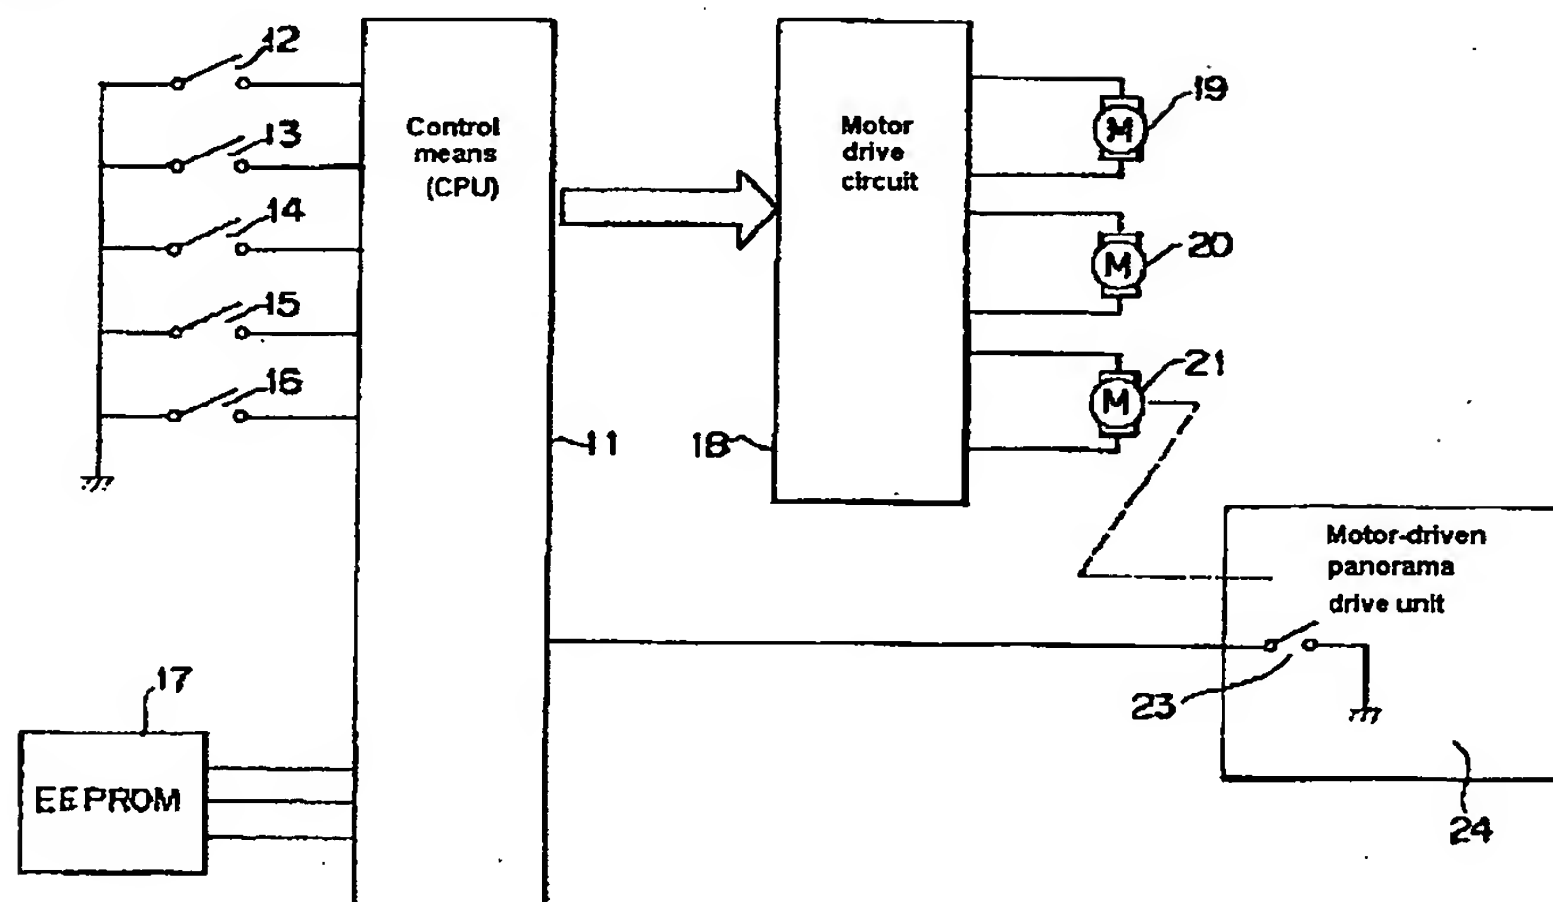 12
13
14
15
16
Control
means
(CPU)
11
Motor
drive
circuit
18
M
19
M
20
M
21
Motor-driven
panorama
drive unit
23
24
17
EEPROM